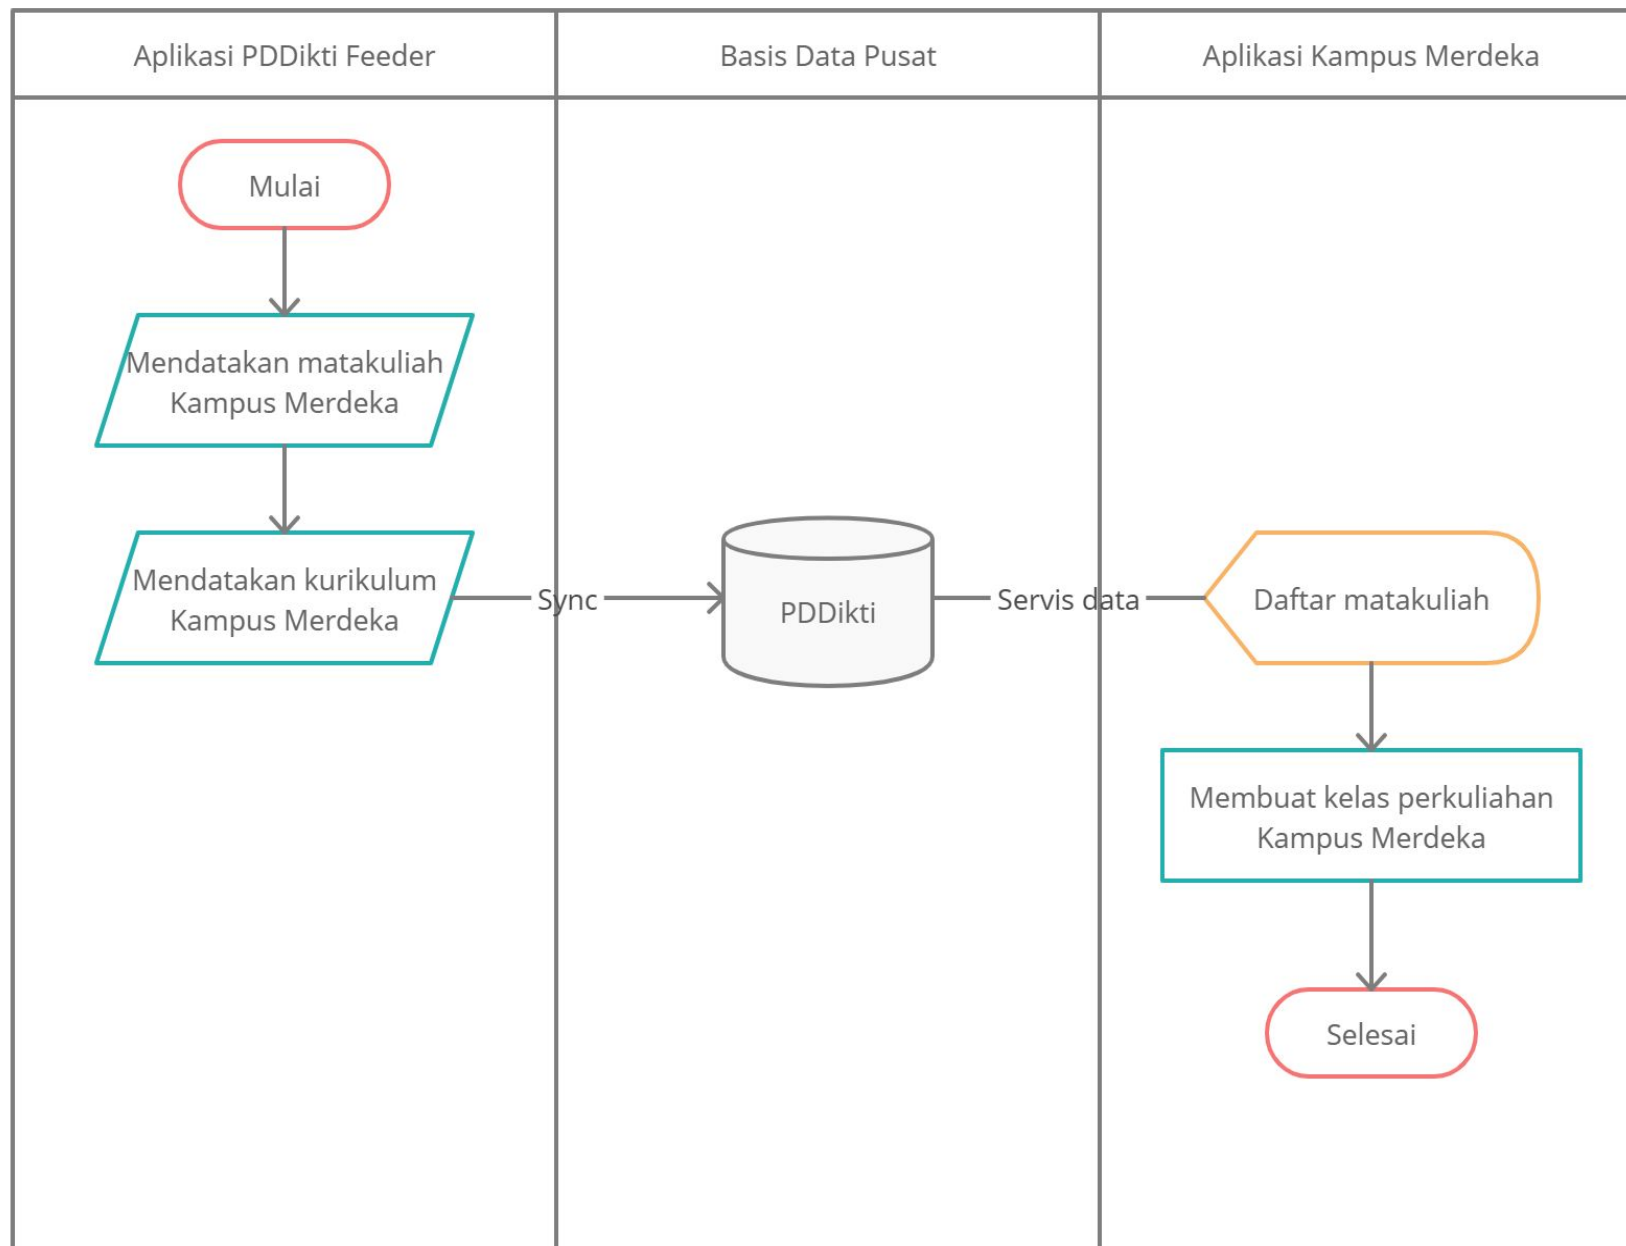 Aplikasi PDDikti Feeder
Basis Data Pusat
Aplikasi Kampus Merdeka
Mulai
Mendatakan matakuliah
Kampus Merdeka
Mendatakan kurikulum
Kampus Merdeka
Sync
PDDikti
Servis data
Daftar matakuliah
Membuat kelas perkuliahan
Kampus Merdeka
Selesai